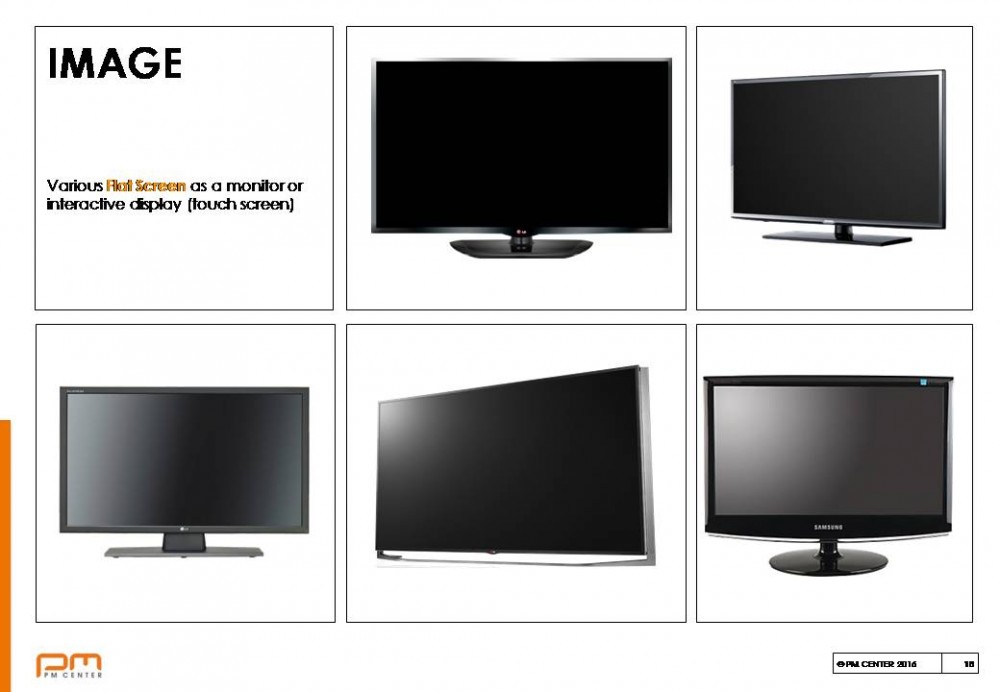 IMAGE
Various Flat Screen as a monitor or
interactive display (touch screen)
LG
LG
SAMSUNG
pm
PM CENTER
© PM. CENTER 2016